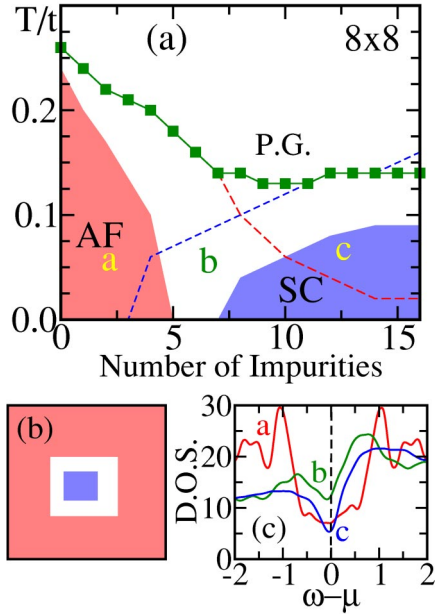 T/t
(a)
8x8
0.2
P.G.
0.1
AF
a
b
c
SC
0.0
0
5
10
15
Number of Impurities
(b)
30
a
20
b
D.O.S.
10
(c)
c
0
-2
-1
0
1
2
ω−μ